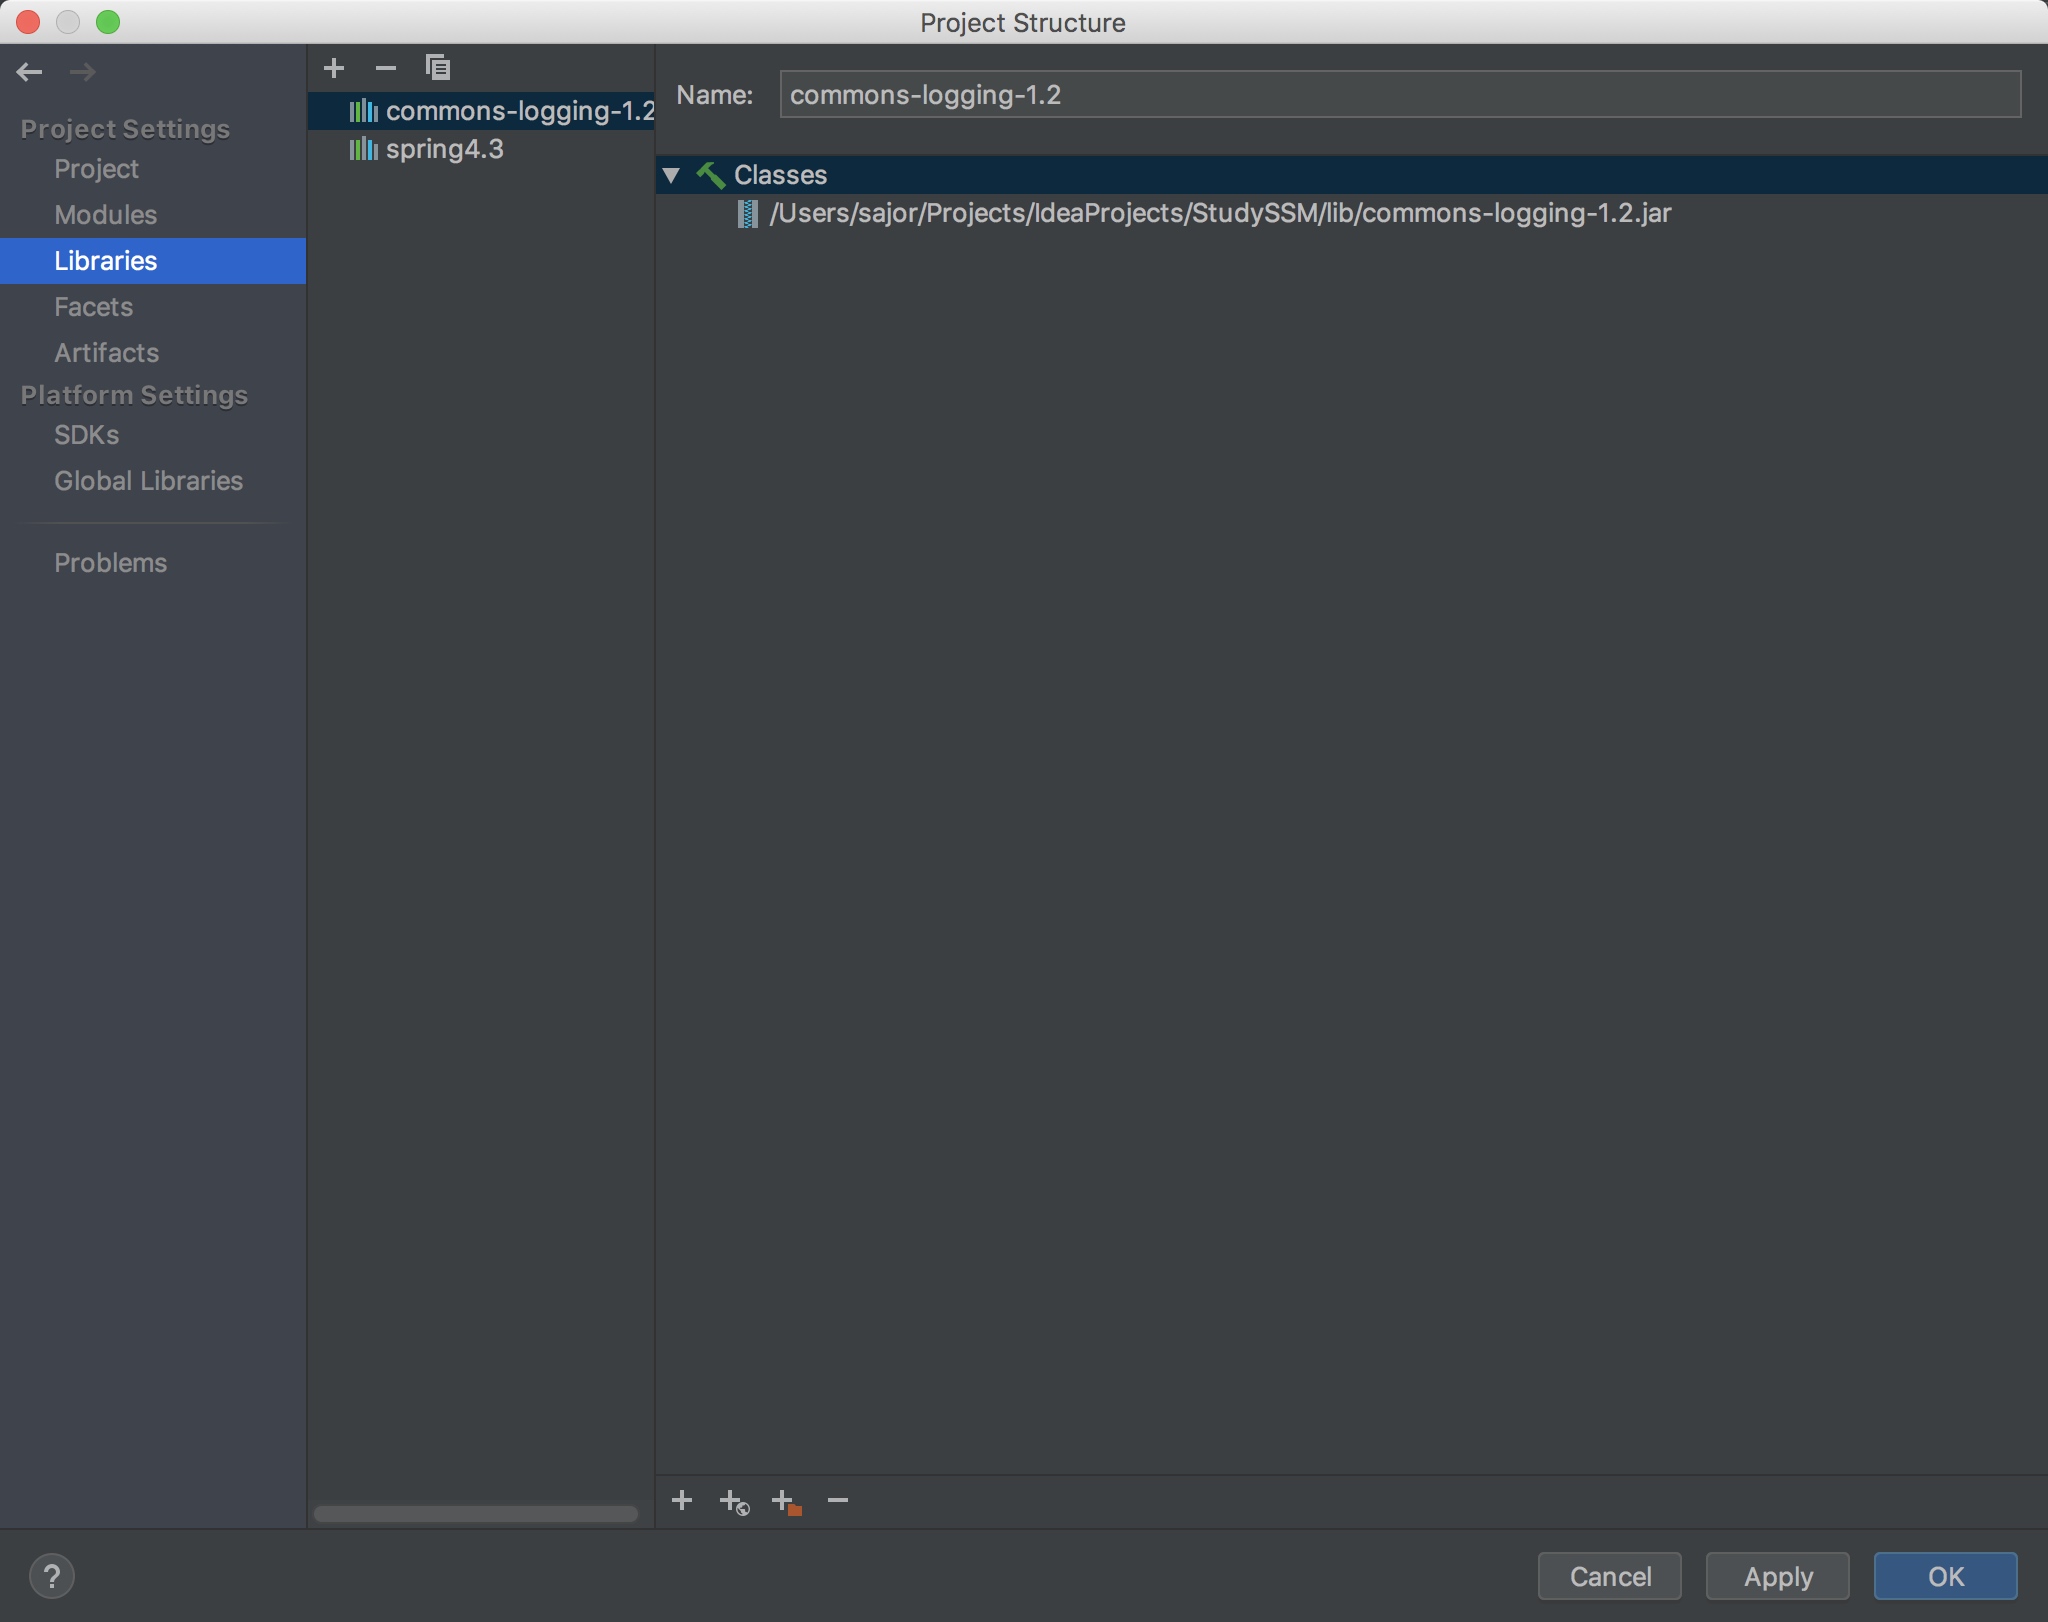 Project Structure
Project Settings
Project
Modules
Libraries
Facets
Artifacts
Platform Settings
SDKs
Global Libraries
Problems
commons-logging-1.2
spring4.3
Name: commons-logging-1.2
Classes
/Users/sajor/Projects/IdeaProjects/StudySSM/lib/commons-logging-1.2.jar
?
Cancel
Apply
OK